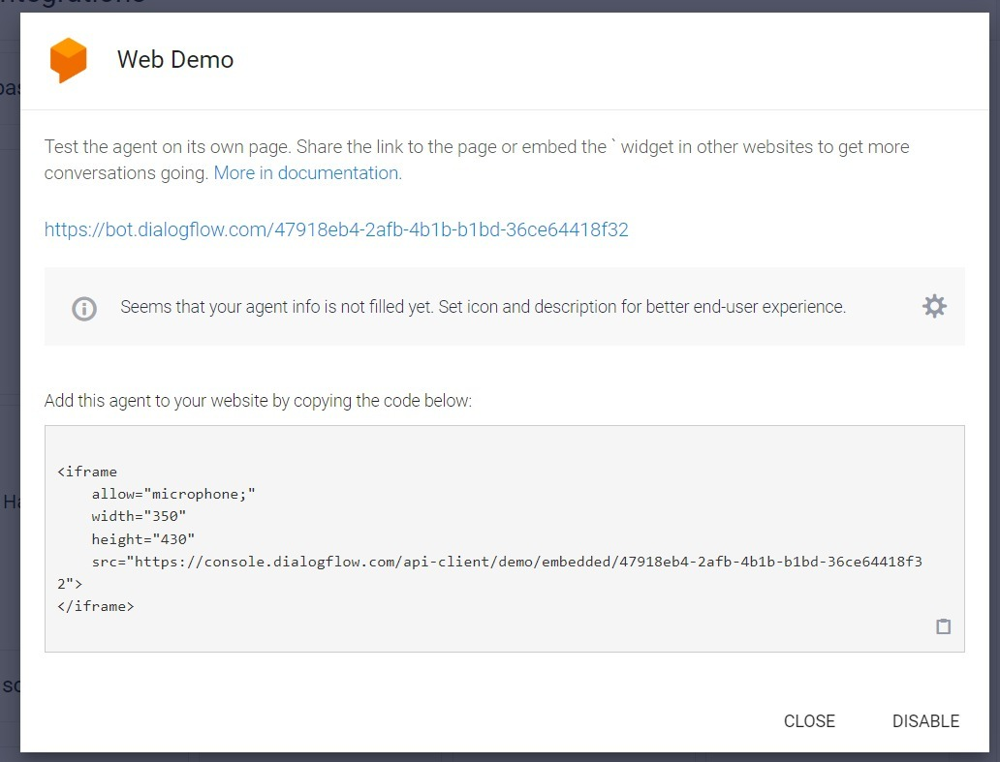 Web Demo
Test the agent on its own page. Share the link to the page or embed the ` widget in other websites to get more
conversations going. More in documentation.
https://bot.dialogflow.com/47918eb4-2afb-4b1b-b1bd-36ce64418f32
Seems that your agent info is not filled yet. Set icon and description for better end-user experience.
Add this agent to your website by copying the code below:
<iframe
    allow="microphone;"
    width="350"
    height="430"
    src="https://console.dialogflow.com/api-client/demo/embedded/47918eb4-2afb-4b1b-b1bd-36ce64418f3
2">
</iframe>
CLOSE DISABLE